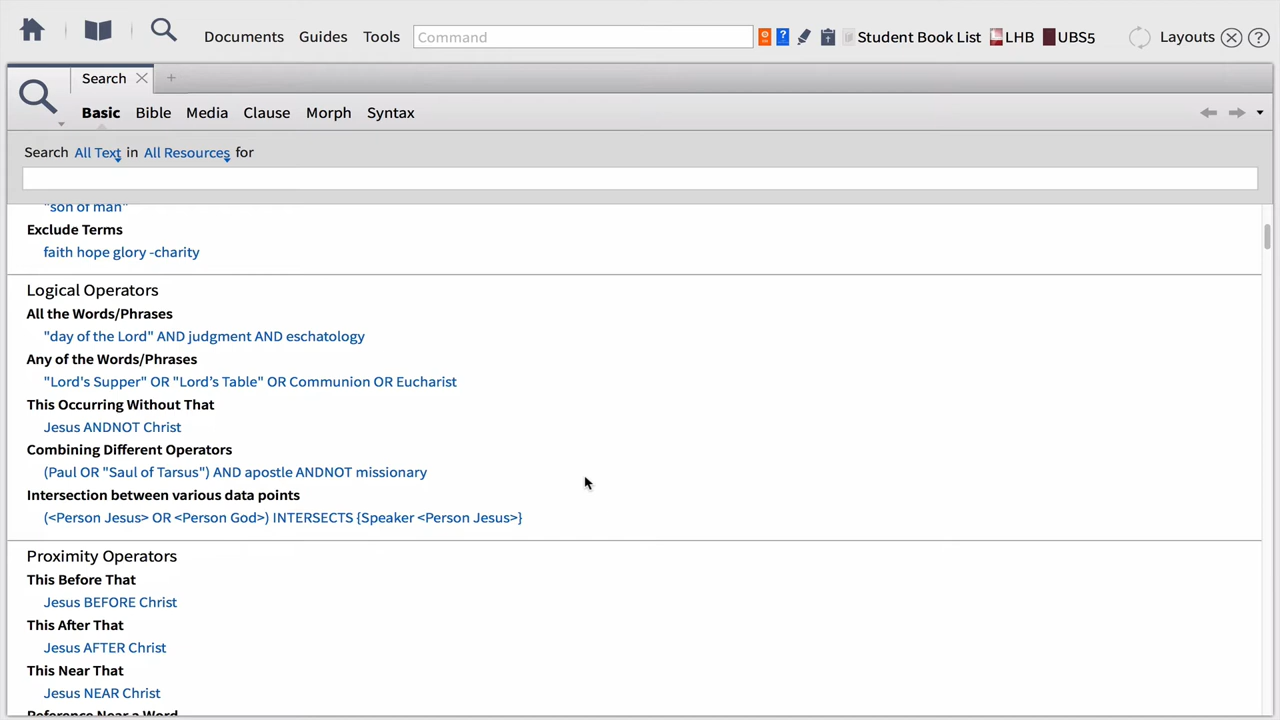 Documents Guides Tools Command Student Book List LHB UBS5 Layouts
Search
Basic Bible Media Clause Morph Syntax
Search All Text in All Resources for
"son of man"
Exclude Terms
faith hope glory -charity
Logical Operators
All the Words/Phrases
"day of the Lord" AND judgment AND eschatology
Any of the Words/Phrases
"Lord's Supper" OR "Lord’s Table" OR Communion OR Eucharist
This Occurring Without That
Jesus ANDNOT Christ
Combining Different Operators
(Paul OR "Saul of Tarsus") AND apostle ANDNOT missionary
Intersection between various data points
(<Person Jesus> OR <Person God>) INTERSECTS {Speaker <Person Jesus>}
Proximity Operators
This Before That
Jesus BEFORE Christ
This After That
Jesus AFTER Christ
This Near That
Jesus NEAR Christ
Reference Near a Word